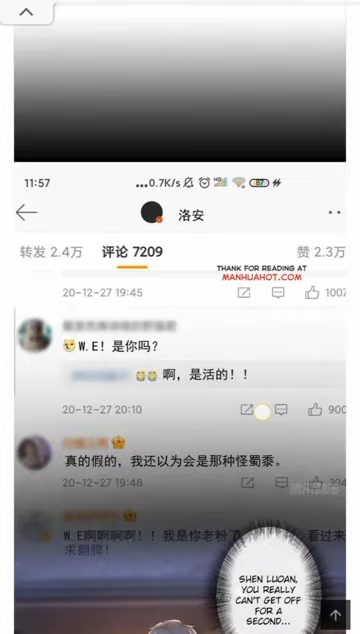 11:57
...0.7K/s
HD
87
洛安
转发 2.4万 评论 7209 赞 2.3万
THANK FOR READING AT
MANHUAHOT.COM
20-12-27 19:45
1007
W.E！是你吗？
啊，是活的！！
20-12-27 20:10
900
真的假的，我还以为会是那种怪蜀黍。
20-12-27 19:48
394
W.E啊啊啊啊！！我是你老粉了
看过来
求翻牌！
SHEN LUOAN,
YOU REALLY
CAN'T GET OFF
FOR A
SECOND...